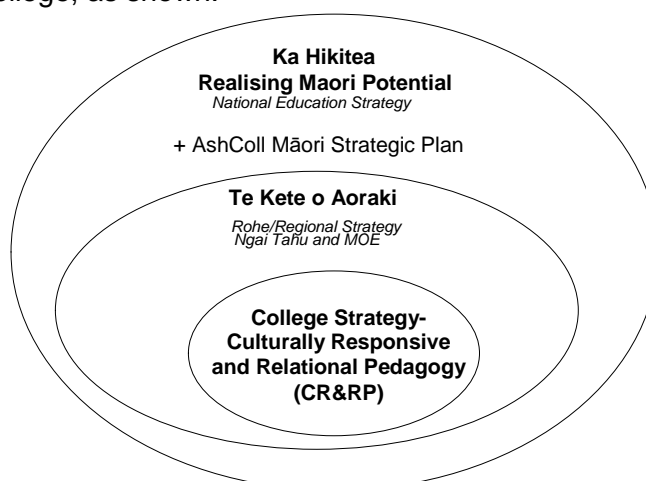 ollege, as shown.
Ka Hikitea
Realising Maori Potential
National Education Strategy
+ AshColl Māori Strategic Plan
Te Kete o Aoraki
Rohe/Regional Strategy
Ngai Tahu and MOE
College Strategy-
Culturally Responsive
and Relational Pedagogy
(CR&RP)